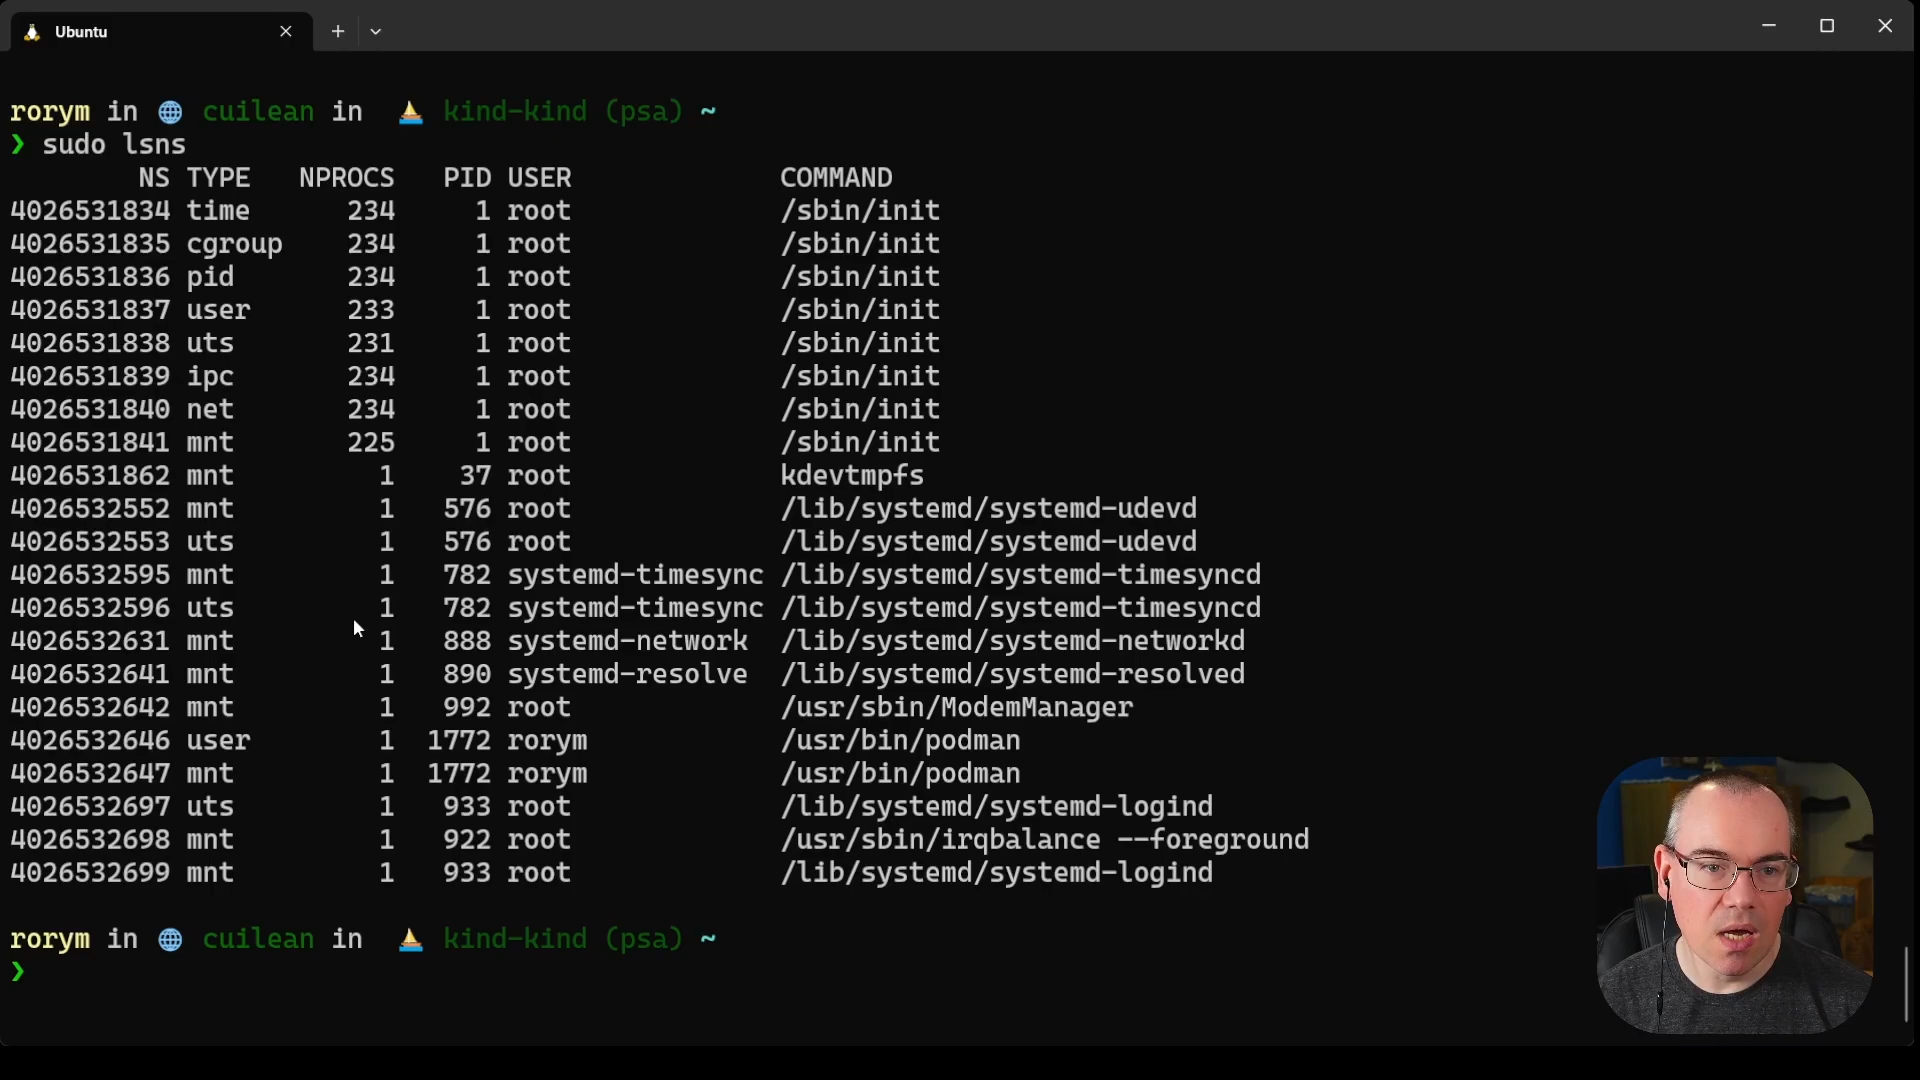 Ubuntu
rorym in 🌐 cuilean in ⛵ kind-kind (psa) ~
❯ sudo lsns
NS TYPE NPROCS PID USER COMMAND
4026531834 time 234 1 root /sbin/init
4026531835 cgroup 234 1 root /sbin/init
4026531836 pid 234 1 root /sbin/init
4026531837 user 233 1 root /sbin/init
4026531838 uts 231 1 root /sbin/init
4026531839 ipc 234 1 root /sbin/init
4026531840 net 234 1 root /sbin/init
4026531841 mnt 225 1 root /sbin/init
4026531862 mnt 1 37 root kdevtmpfs
4026532552 mnt 1 576 root /lib/systemd/systemd-udevd
4026532553 uts 1 576 root /lib/systemd/systemd-udevd
4026532595 mnt 1 782 systemd-timesync /lib/systemd/systemd-timesyncd
4026532596 uts 1 782 systemd-timesync /lib/systemd/systemd-timesyncd
4026532631 mnt 1 888 systemd-network /lib/systemd/systemd-networkd
4026532641 mnt 1 890 systemd-resolve /lib/systemd/systemd-resolved
4026532642 mnt 1 992 root /usr/sbin/ModemManager
4026532646 user 1 1772 rorym /usr/bin/podman
4026532647 mnt 1 1772 rorym /usr/bin/podman
4026532697 uts 1 933 root /lib/systemd/systemd-logind
4026532698 mnt 1 922 root /usr/sbin/irqbalance --foreground
4026532699 mnt 1 933 root /lib/systemd/systemd-logind
rorym in 🌐 cuilean in ⛵ kind-kind (psa) ~
❯